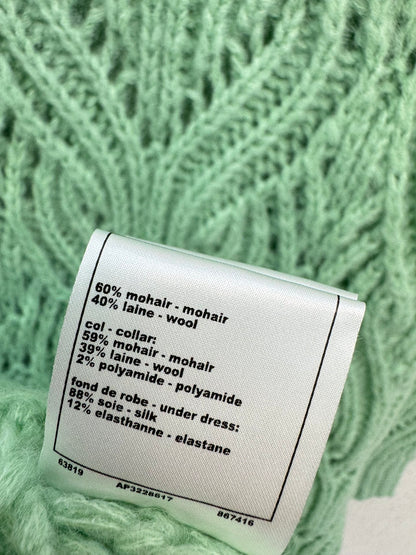 60% mohair - mohair
40% laine - wool
col - collar:
59% mohair - mohair
39% laine - wool
2% polyamide - polyamide
fond de robe - under dress:
88% soie - silk
12% elasthanne - elastane
63819 AP3228617 867416